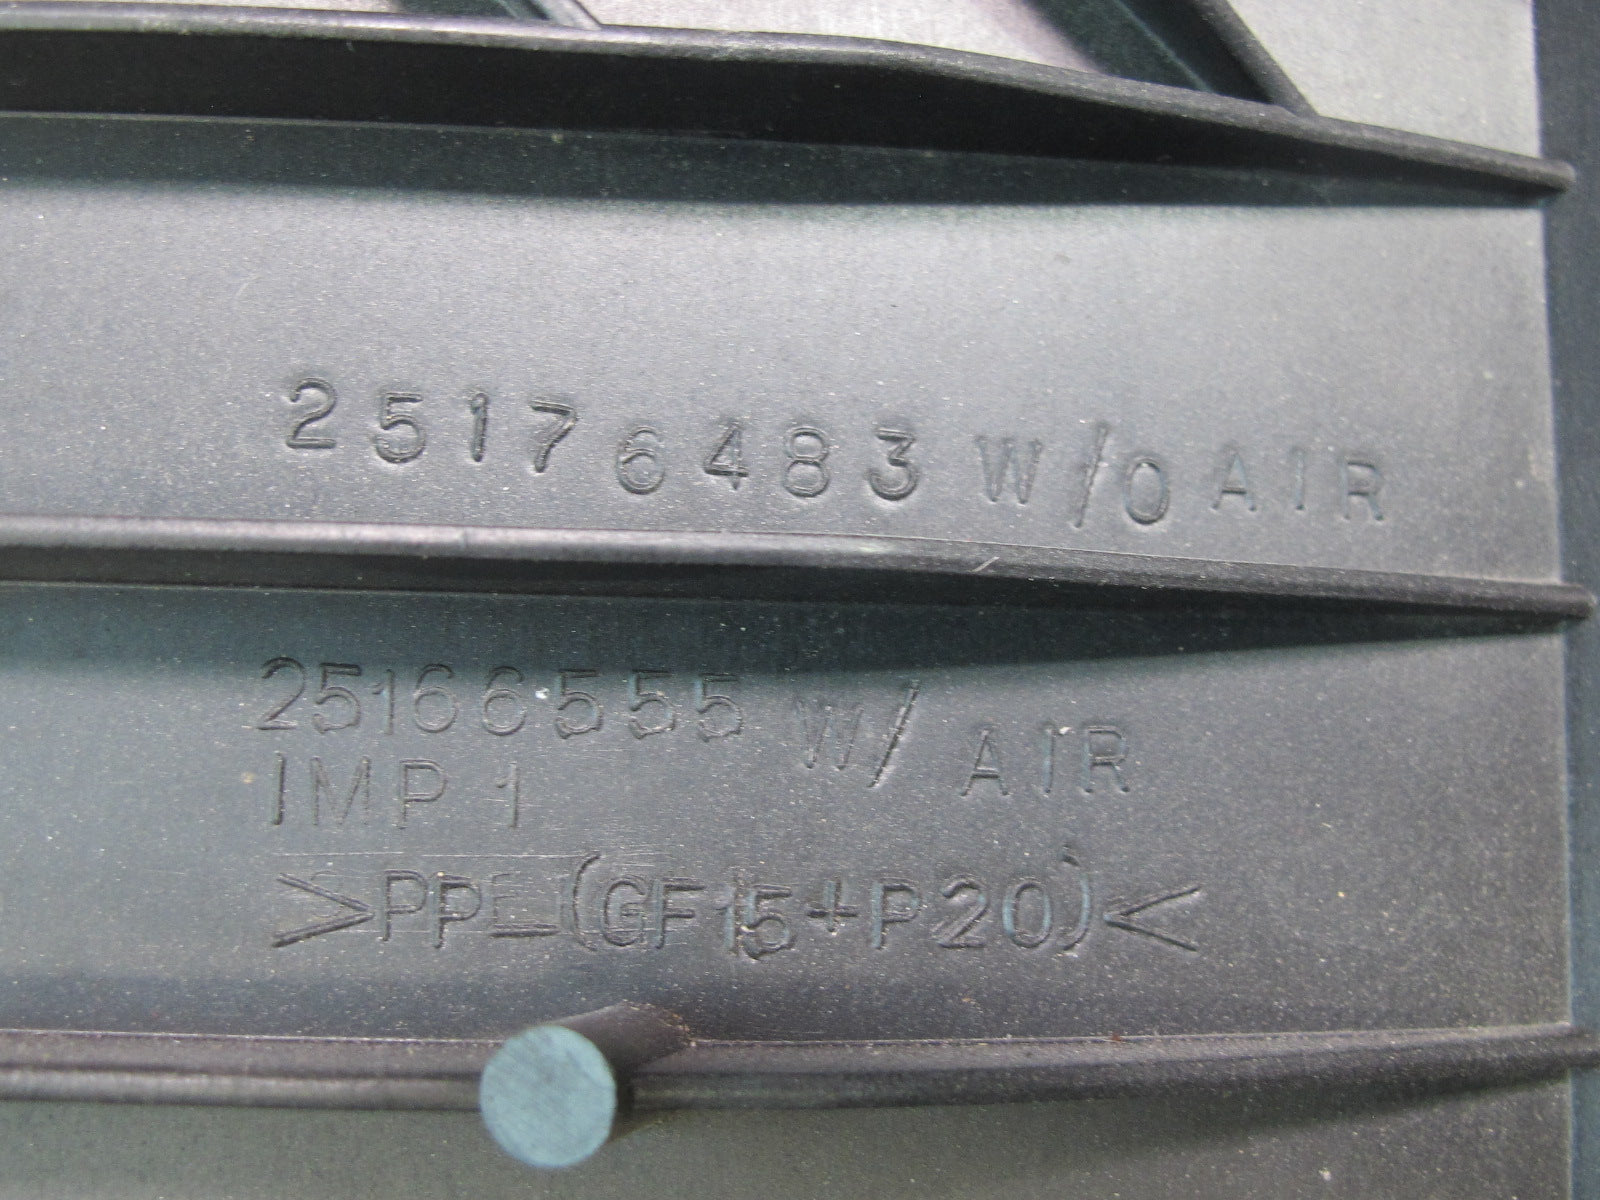 25176483 W/O AIR
25166555 W/ AIR
IMP 1
>PP (GF15+P20)<